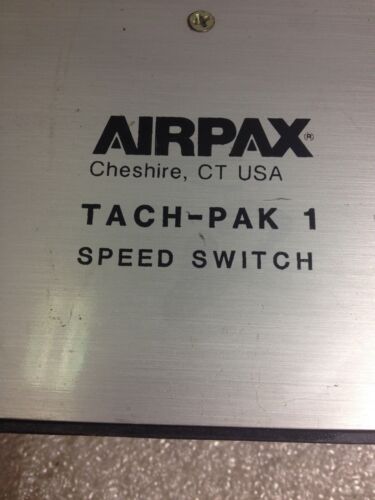 AIRPAX®
Cheshire, CT USA
TACH-PAK 1
SPEED SWITCH